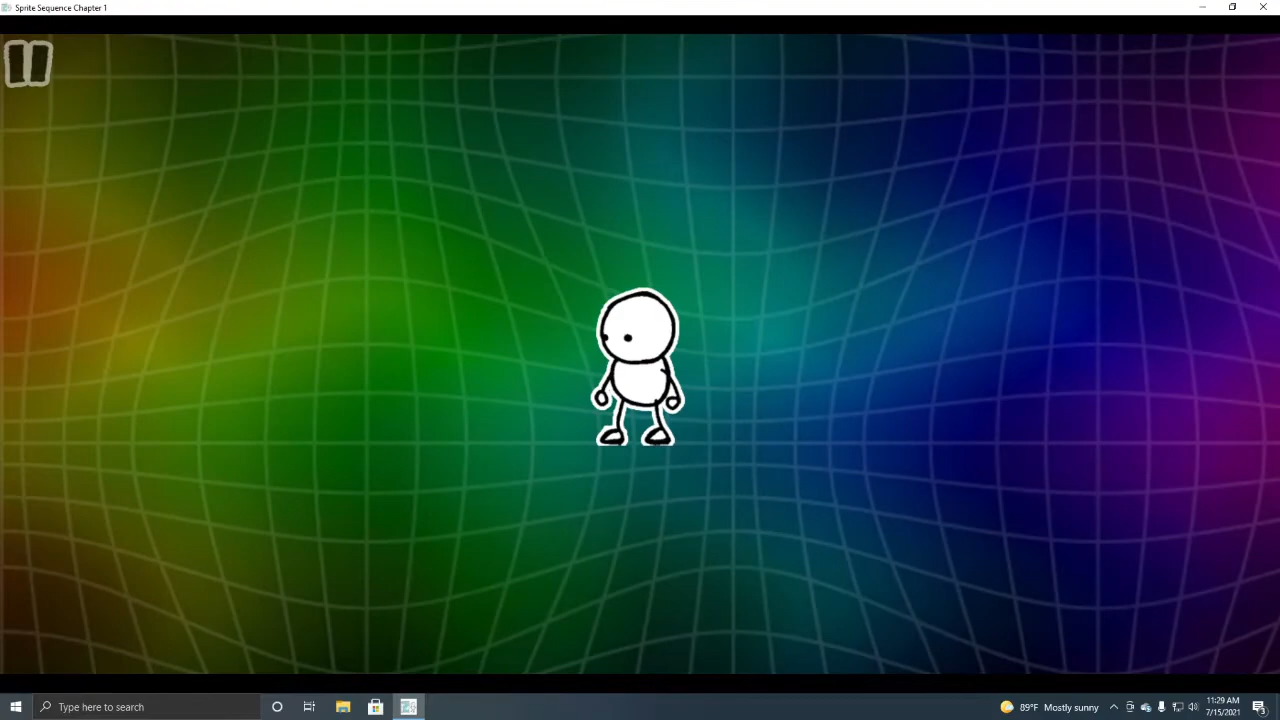 Sprite Sequence Chapter 1
Type here to search
89°F Mostly sunny
11:29 AM
7/15/2021